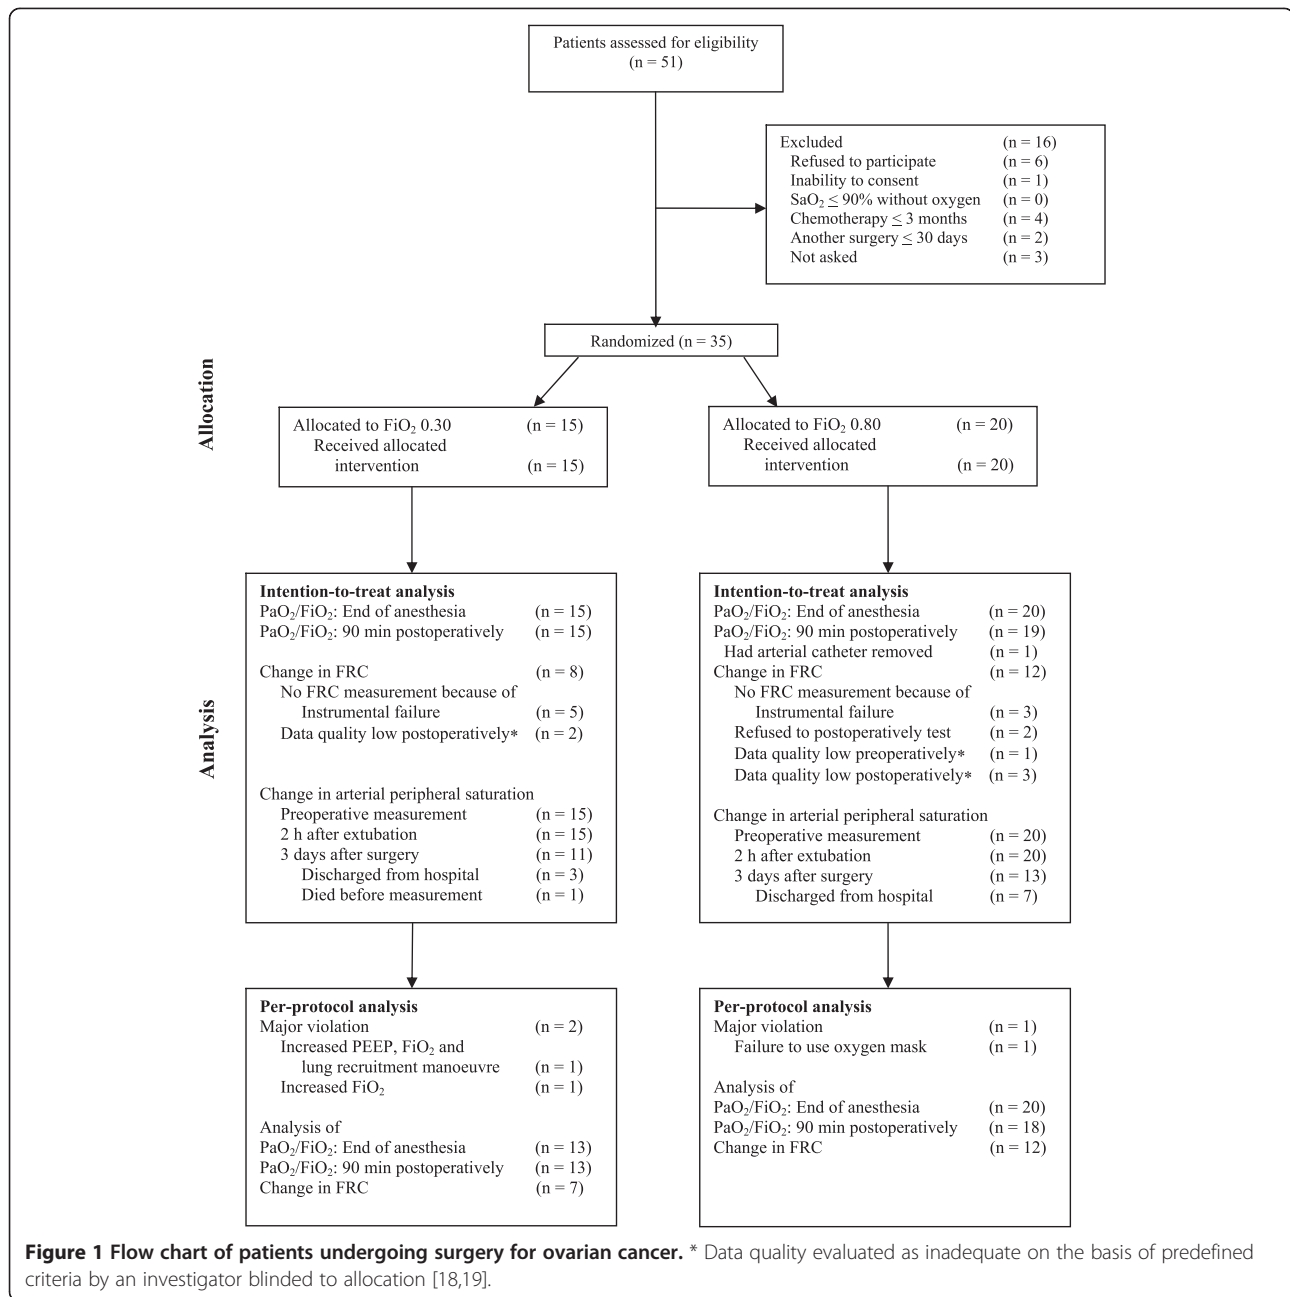 Patients assessed for eligibility
(n = 51)
Excluded (n = 16)
Refused to participate (n = 6)
Inability to consent (n = 1)
SaO₂ ≤ 90% without oxygen (n = 0)
Chemotherapy ≤ 3 months (n = 4)
Another surgery ≤ 30 days (n = 2)
Not asked (n = 3)
Randomized (n = 35)
Allocation
Allocated to FiO₂ 0.30 (n = 15)
Received allocated
intervention (n = 15)
Allocated to FiO₂ 0.80 (n = 20)
Received allocated
intervention (n = 20)
Analysis
Intention-to-treat analysis
PaO₂/FiO₂: End of anesthesia (n = 15)
PaO₂/FiO₂: 90 min postoperatively (n = 15)
Change in FRC (n = 8)
No FRC measurement because of
Instrumental failure (n = 5)
Data quality low postoperatively* (n = 2)
Change in arterial peripheral saturation
Preoperative measurement (n = 15)
2 h after extubation (n = 15)
3 days after surgery (n = 11)
Discharged from hospital (n = 3)
Died before measurement (n = 1)
Intention-to-treat analysis
PaO₂/FiO₂: End of anesthesia (n = 20)
PaO₂/FiO₂: 90 min postoperatively (n = 19)
Had arterial catheter removed (n = 1)
Change in FRC (n = 12)
No FRC measurement because of
Instrumental failure (n = 3)
Refused to postoperatively test (n = 2)
Data quality low preoperatively* (n = 1)
Data quality low postoperatively* (n = 3)
Change in arterial peripheral saturation
Preoperative measurement (n = 20)
2 h after extubation (n = 20)
3 days after surgery (n = 13)
Discharged from hospital (n = 7)
Per-protocol analysis
Major violation (n = 2)
Increased PEEP, FiO₂ and
lung recruitment manoeuvre (n = 1)
Increased FiO₂ (n = 1)
Analysis of
PaO₂/FiO₂: End of anesthesia (n = 13)
PaO₂/FiO₂: 90 min postoperatively (n = 13)
Change in FRC (n = 7)
Per-protocol analysis
Major violation (n = 1)
Failure to use oxygen mask (n = 1)
Analysis of
PaO₂/FiO₂: End of anesthesia (n = 20)
PaO₂/FiO₂: 90 min postoperatively (n = 18)
Change in FRC (n = 12)
Figure 1 Flow chart of patients undergoing surgery for ovarian cancer. * Data quality evaluated as inadequate on the basis of predefined
criteria by an investigator blinded to allocation [18,19].